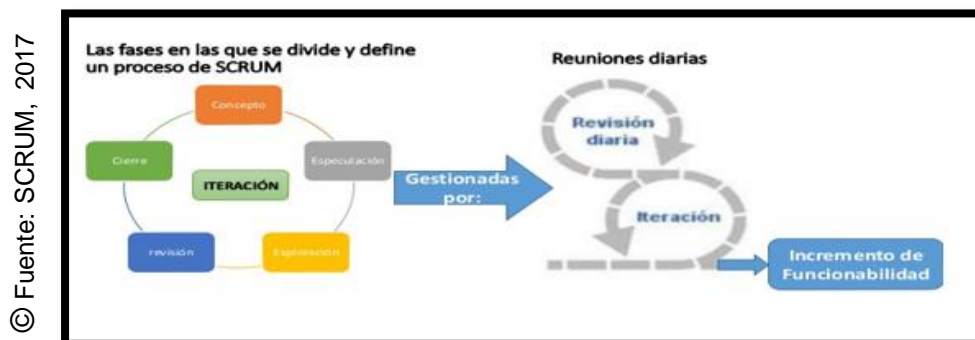 © Fuente: SCRUM, 2017
Las fases en las que se divide y define
un proceso de SCRUM
Concepto
Especulación
Exploración
revisión
Cierre
ITERACIÓN
Gestionadas
por:
Reuniones diarias
Revisión
diaria
Iteración
Incremento de
Funcionabilidad